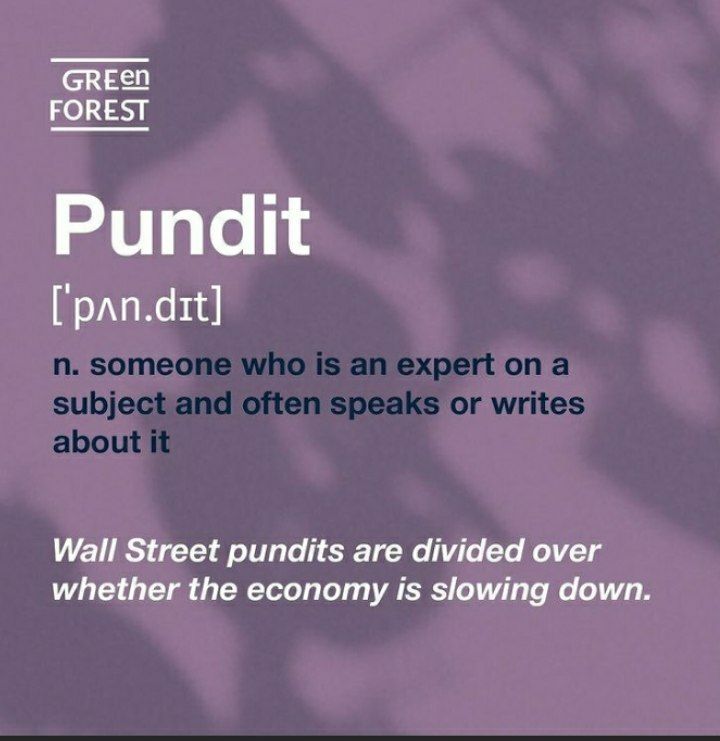 GREen
FOREST
Pundit
['pʌn.dɪt]
n. someone who is an expert on a
subject and often speaks or writes
about it
Wall Street pundits are divided over
whether the economy is slowing down.